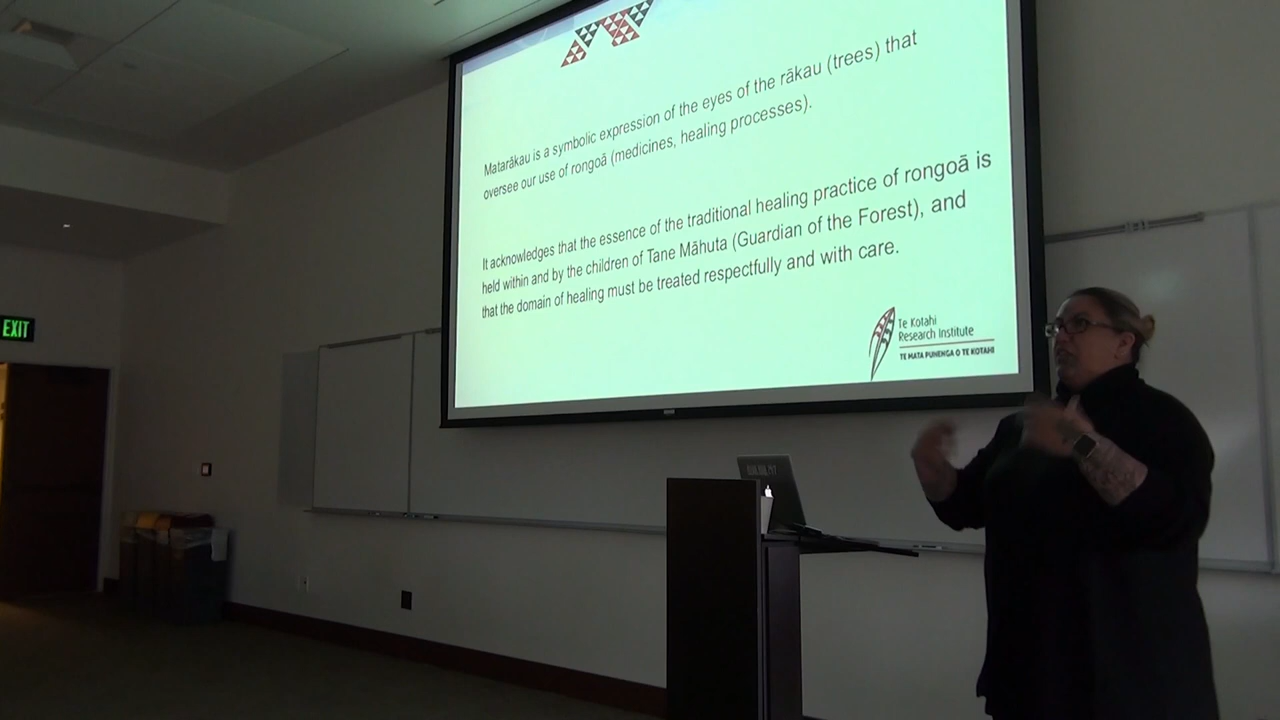 Matarākau is a symbolic expression of the eyes of the rākau (trees) that
oversee our use of rongoā (medicines, healing processes).
It acknowledges that the essence of the traditional healing practice of rongoā is
held within and by the children of Tane Māhuta (Guardian of the Forest), and
that the domain of healing must be treated respectfully and with care.
Te Kotahi
Research Institute
TE MATA PUNENGA O TE KOTAHI
EXIT